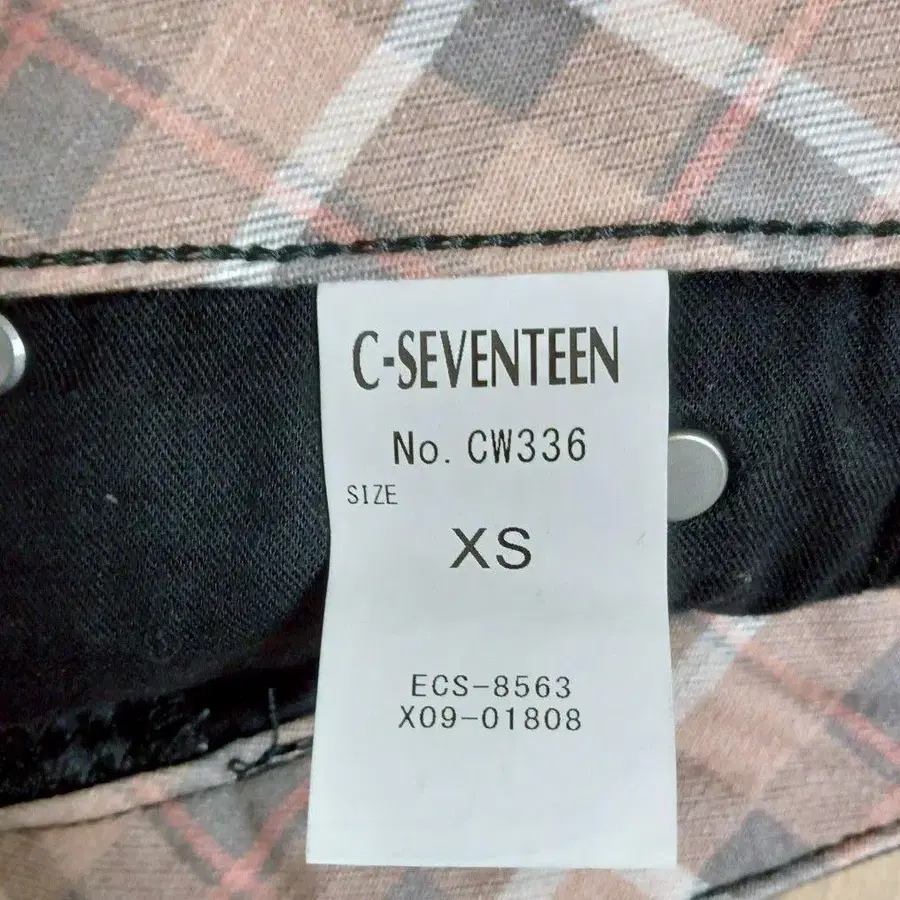 C-SEVENTEEN
No. CW336
SIZE
XS
ECS-8563
X09-01808